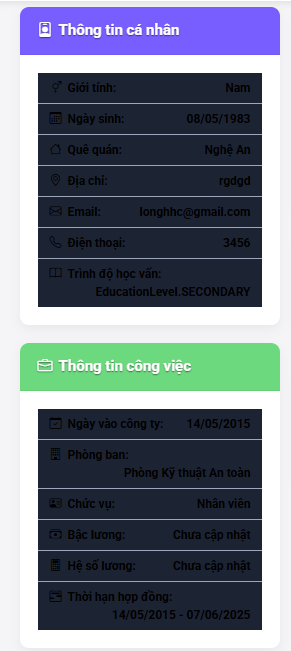 Thông tin cá nhân
Giới tính: Nam
Ngày sinh: 08/05/1983
Quê quán: Nghệ An
Địa chỉ: rgdgd
Email: longhhc@gmail.com
Điện thoại: 3456
Trình độ học vấn:
EducationLevel.SECONDARY
Thông tin công việc
Ngày vào công ty: 14/05/2015
Phòng ban:
Phòng Kỹ thuật An toàn
Chức vụ: Nhân viên
Bậc lương: Chưa cập nhật
Hệ số lương: Chưa cập nhật
Thời hạn hợp đồng:
14/05/2015 - 07/06/2025